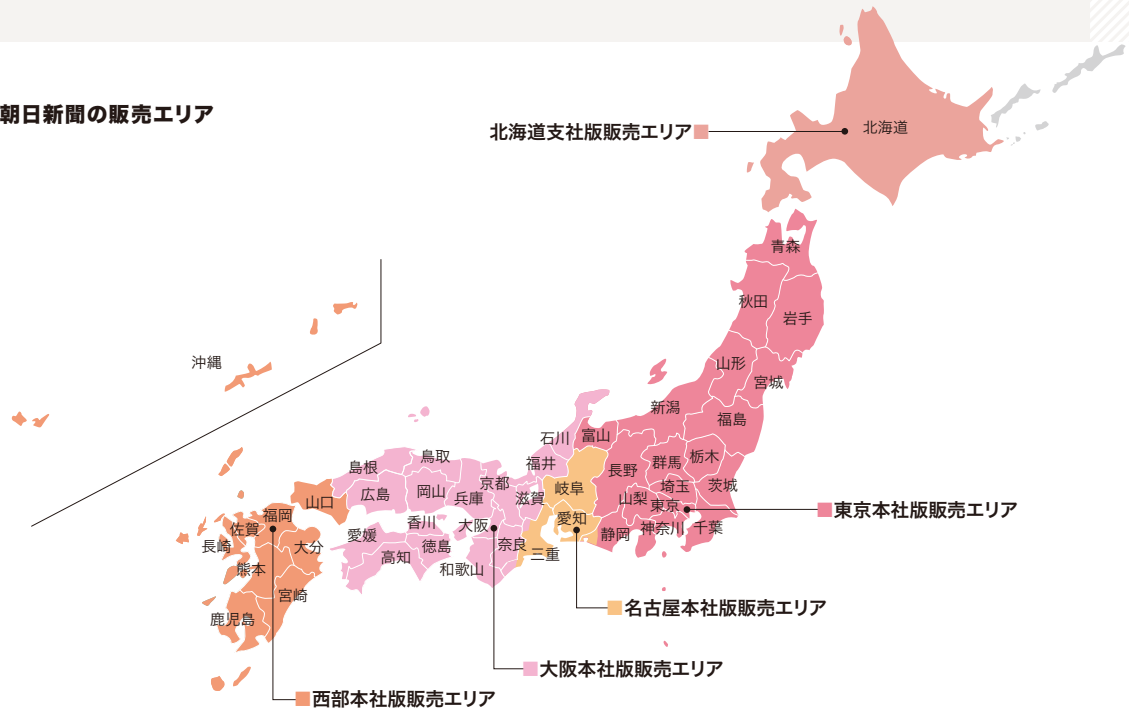 朝日新聞の販売エリア
北海道支社版販売エリア
北海道
青森
秋田
岩手
山形
宮城
沖縄
新潟
福島
石川
富山
島根
鳥取
福井
長野
群馬
栃木
広島
岡山
兵庫
京都
滋賀
岐阜
山梨
埼玉
茨城
山口
東京
東京本社版販売エリア
福岡
佐賀
香川
大阪
愛知
神奈川
千葉
長崎
大分
愛媛
徳島
奈良
静岡
熊本
高知
和歌山
三重
宮崎
鹿児島
名古屋本社版販売エリア
大阪本社版販売エリア
西部本社版販売エリア